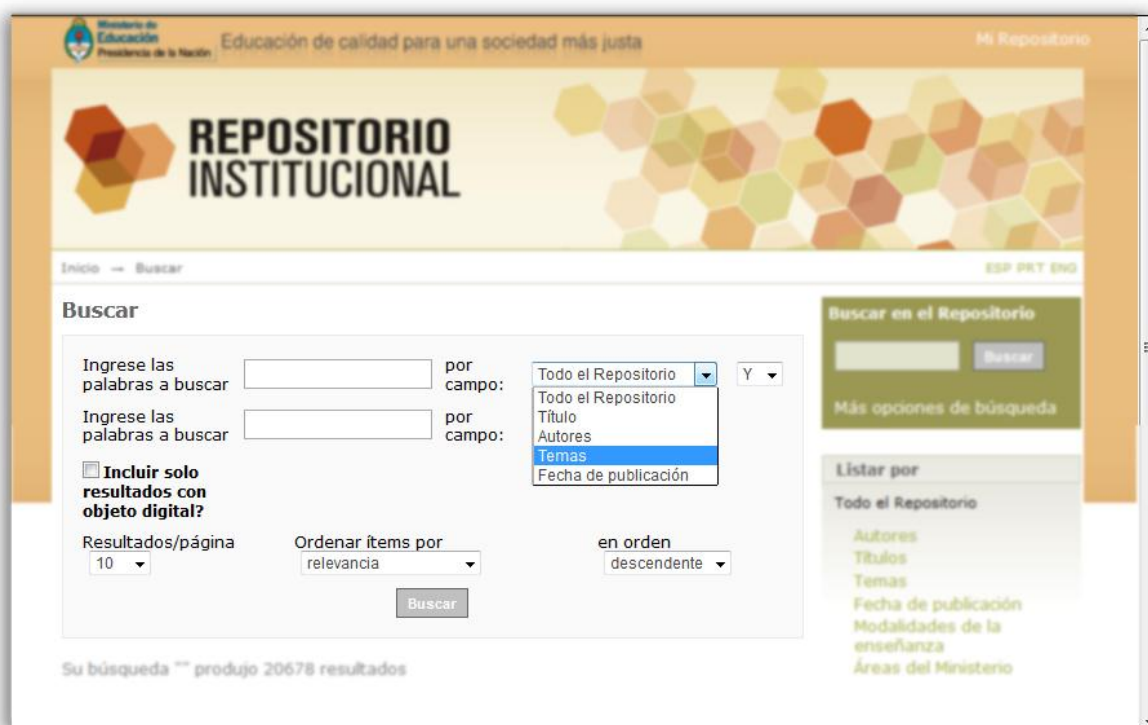 Ministerio de
Educación
Presidencia de la Nación
Educación de calidad para una sociedad más justa
Mi Repositorio
REPOSITORIO
INSTITUCIONAL
Inicio → Buscar
ESP PRT ENG
Buscar
Ingrese las
palabras a buscar
por
campo:
Todo el Repositorio
Y
Todo el Repositorio
Título
Autores
Temas
Fecha de publicación
Ingrese las
palabras a buscar
por
campo:
Incluir solo
resultados con
objeto digital?
Resultados/página
10
Ordenar ítems por
relevancia
en orden
descendente
Buscar
Su búsqueda "" produjo 20678 resultados
Buscar en el Repositorio
Buscar
Más opciones de búsqueda
Listar por
Todo el Repositorio
Autores
Títulos
Temas
Fecha de publicación
Modalidades de la
enseñanza
Áreas del Ministerio